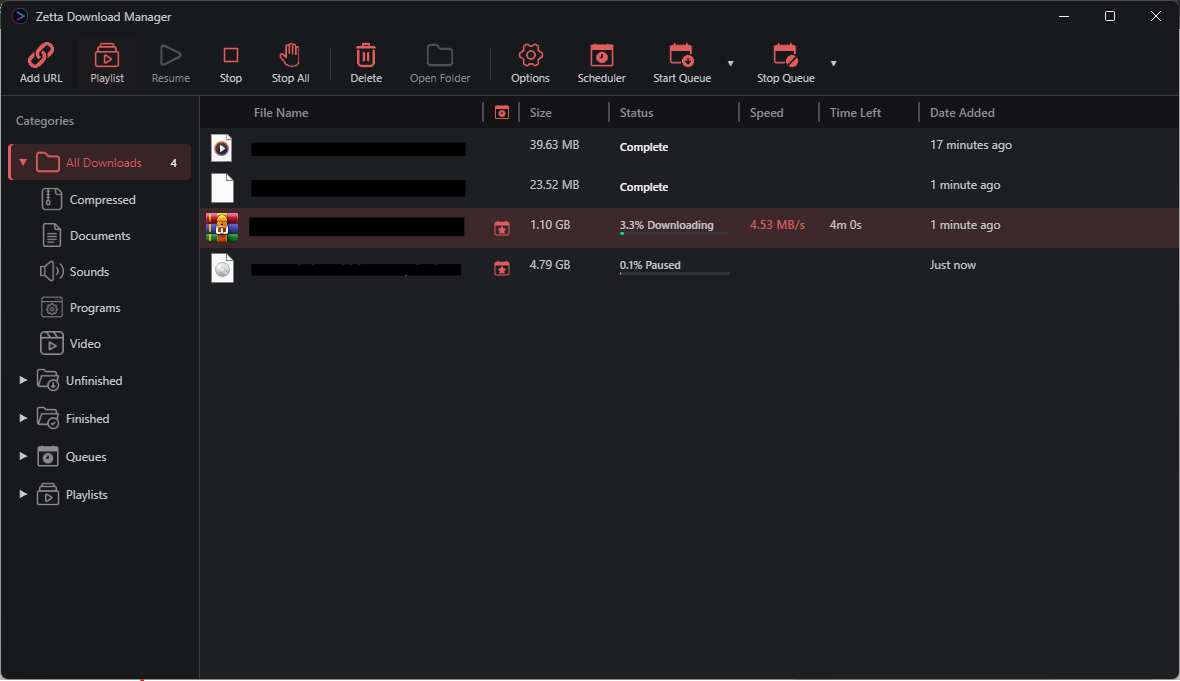 Zetta Download Manager
Add URL Playlist Resume Stop Stop All Delete Open Folder Options Scheduler Start Queue Stop Queue
Categories
File Name Size Status Speed Time Left Date Added
All Downloads 4
39.63 MB Complete 17 minutes ago
Compressed
23.52 MB Complete 1 minute ago
Documents
1.10 GB 3.3% Downloading 4.53 MB/s 4m 0s 1 minute ago
Sounds
4.79 GB 0.1% Paused Just now
Programs
Video
Unfinished
Finished
Queues
Playlists